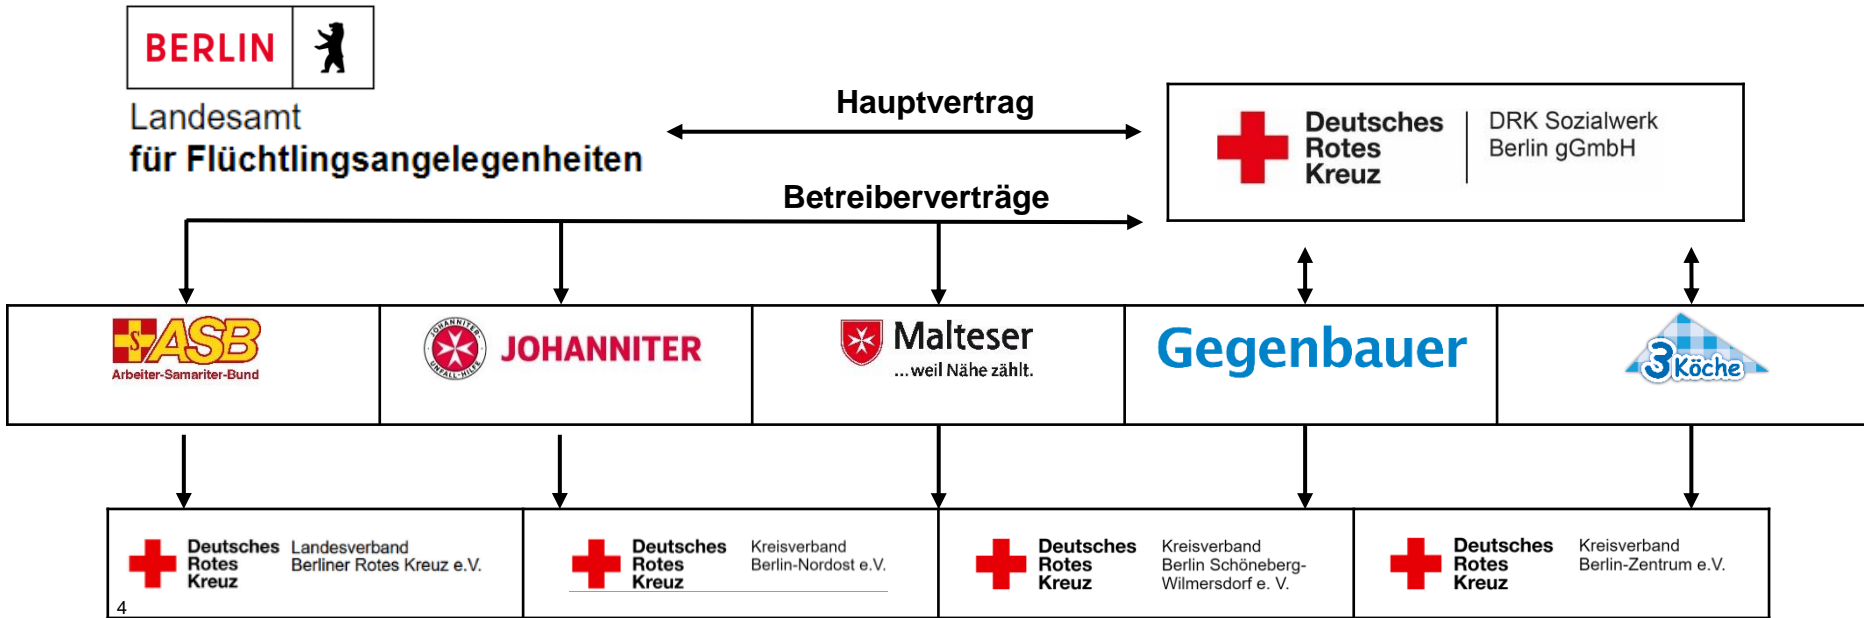 BERLIN
Landesamt
für Flüchtlingsangelegenheiten
Hauptvertrag
Deutsches
Rotes
Kreuz
DRK Sozialwerk
Berlin gGmbH
Betreiberverträge
S ASB
Arbeiter-Samariter-Bund
JOHANNITER
UNFALL-HILFE
JOHANNITER
Malteser
...weil Nähe zählt.
Gegenbauer
3 Köche
Deutsches
Rotes
Kreuz
Landesverband
Berliner Rotes Kreuz e.V.
Deutsches
Rotes
Kreuz
Kreisverband
Berlin-Nordost e.V.
Deutsches
Rotes
Kreuz
Kreisverband
Berlin Schöneberg-
Wilmersdorf e. V.
Deutsches
Rotes
Kreuz
Kreisverband
Berlin-Zentrum e.V.
4